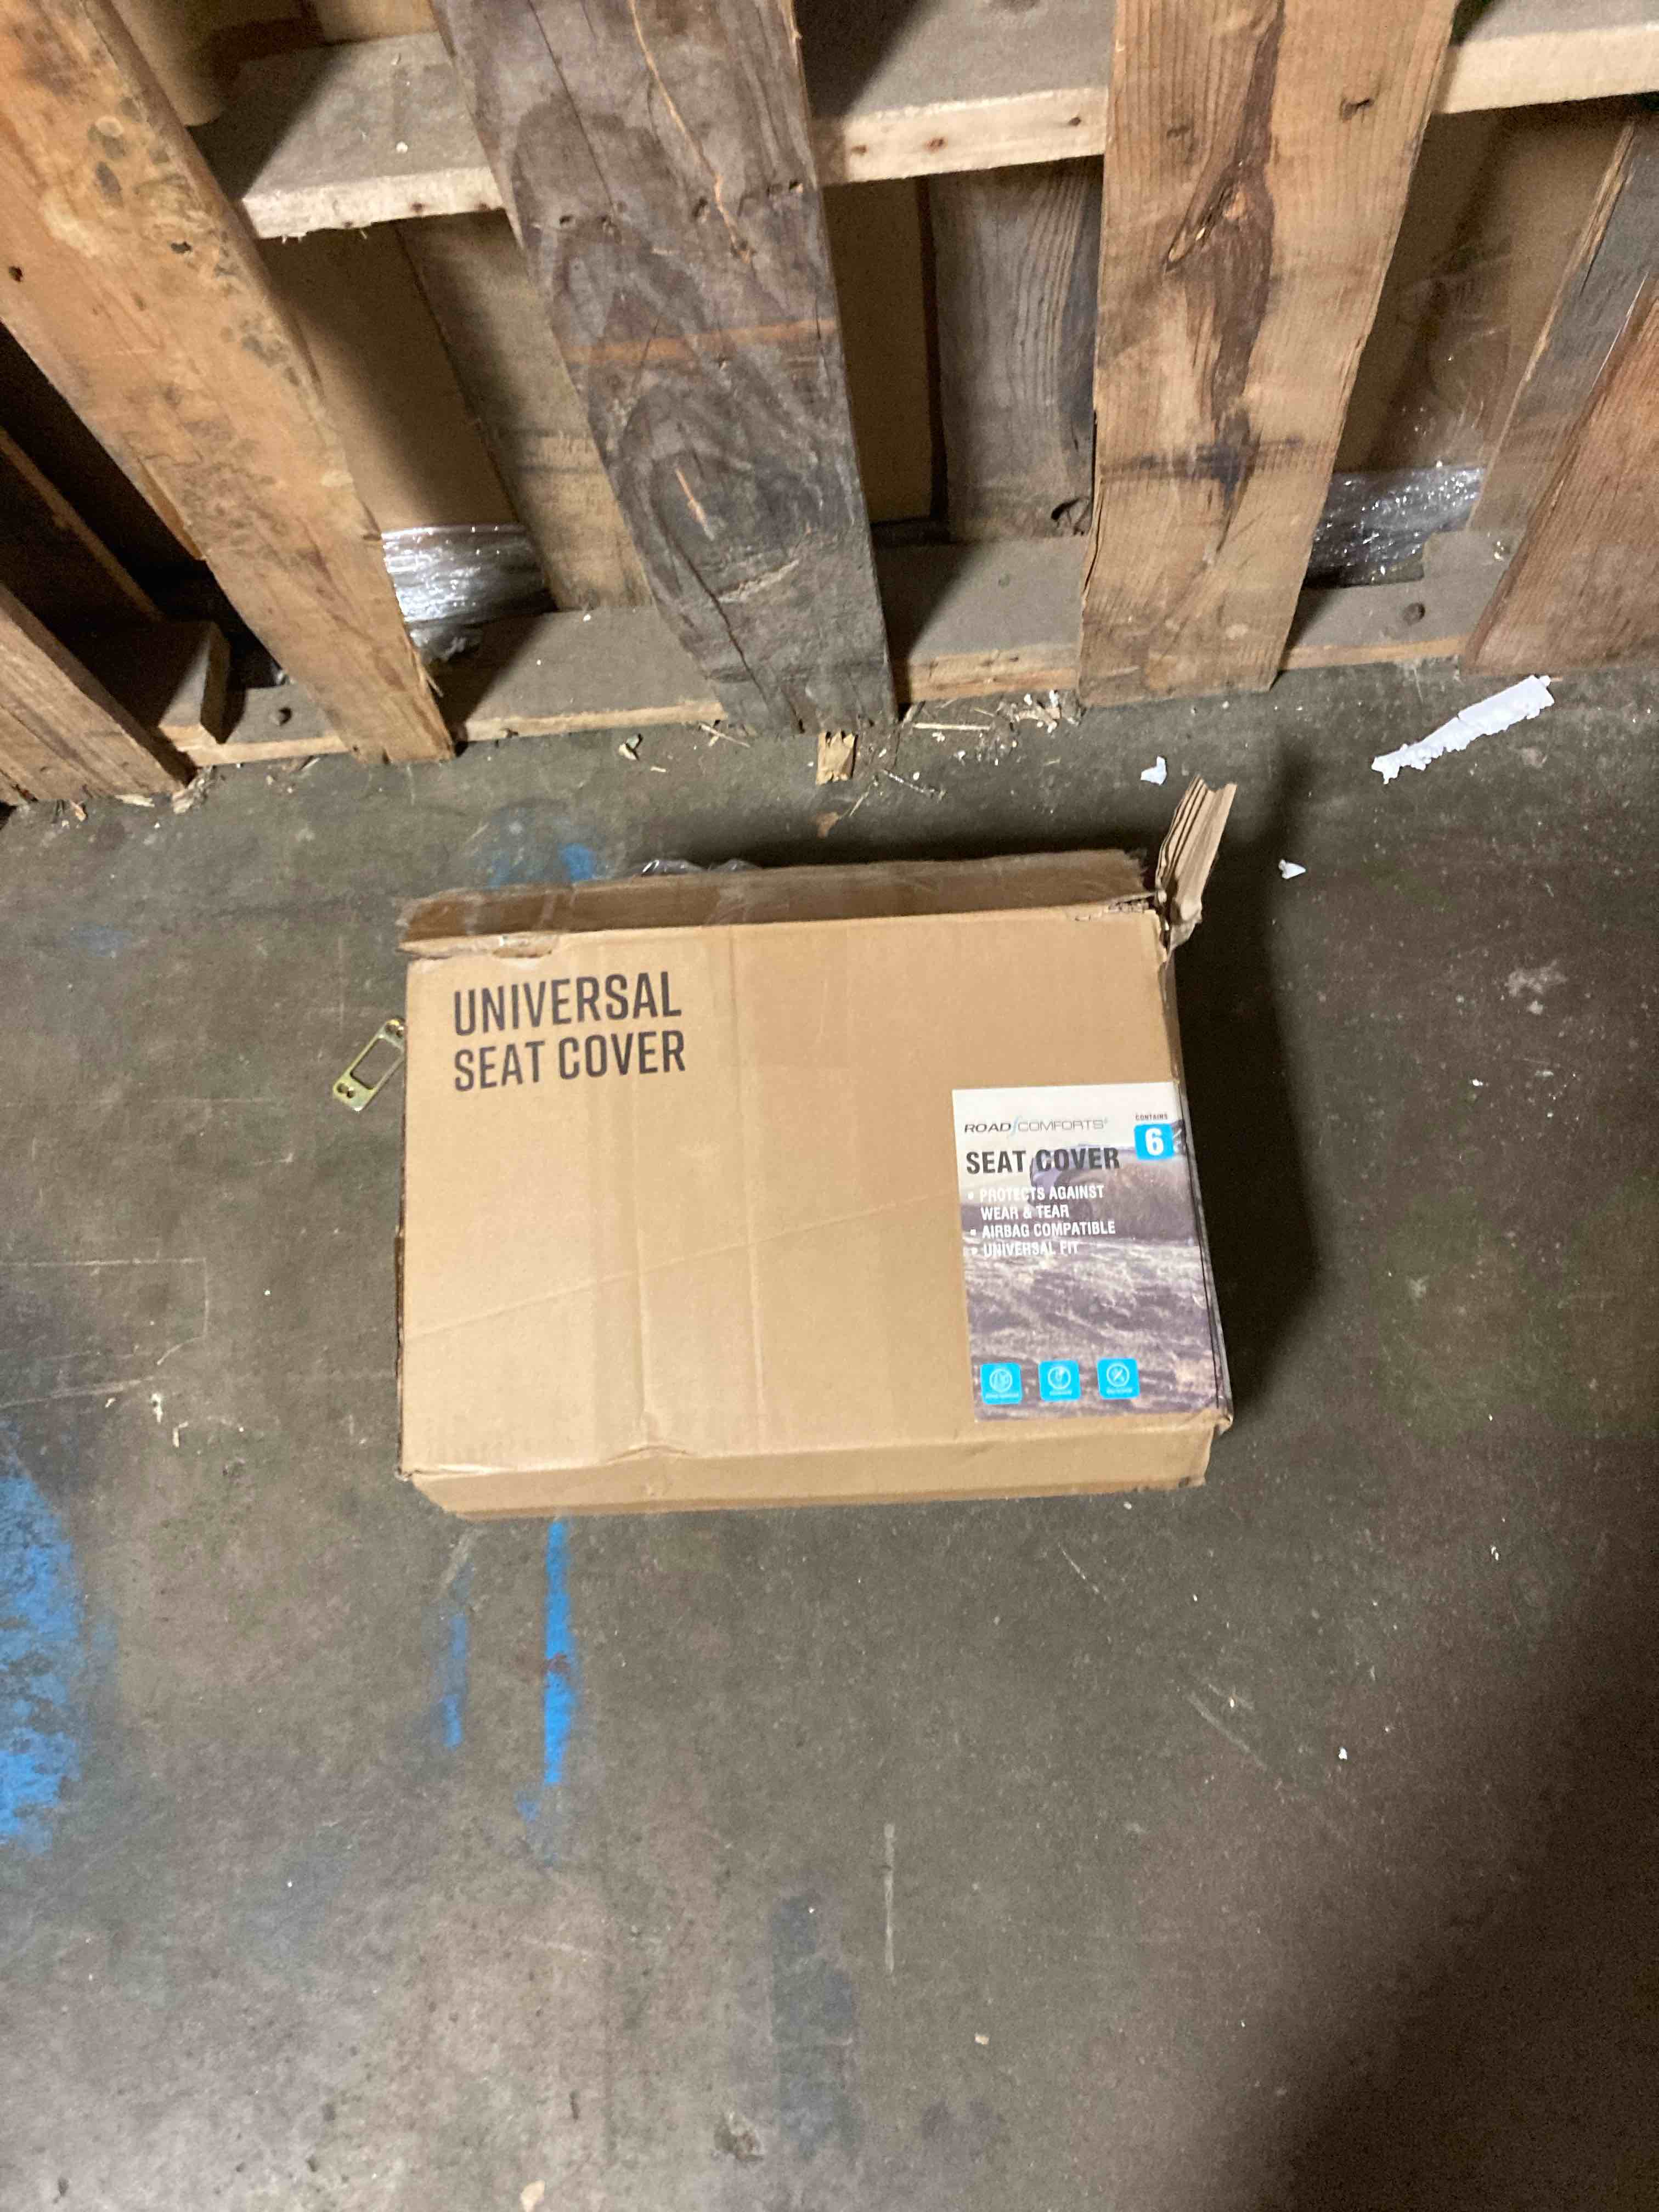 UNIVERSAL
SEAT COVER
ROAD COMFORTS®
CONTAINS
6
SEAT COVER
• PROTECTS AGAINST
WEAR & TEAR
• AIRBAG COMPATIBLE
• UNIVERSAL FIT